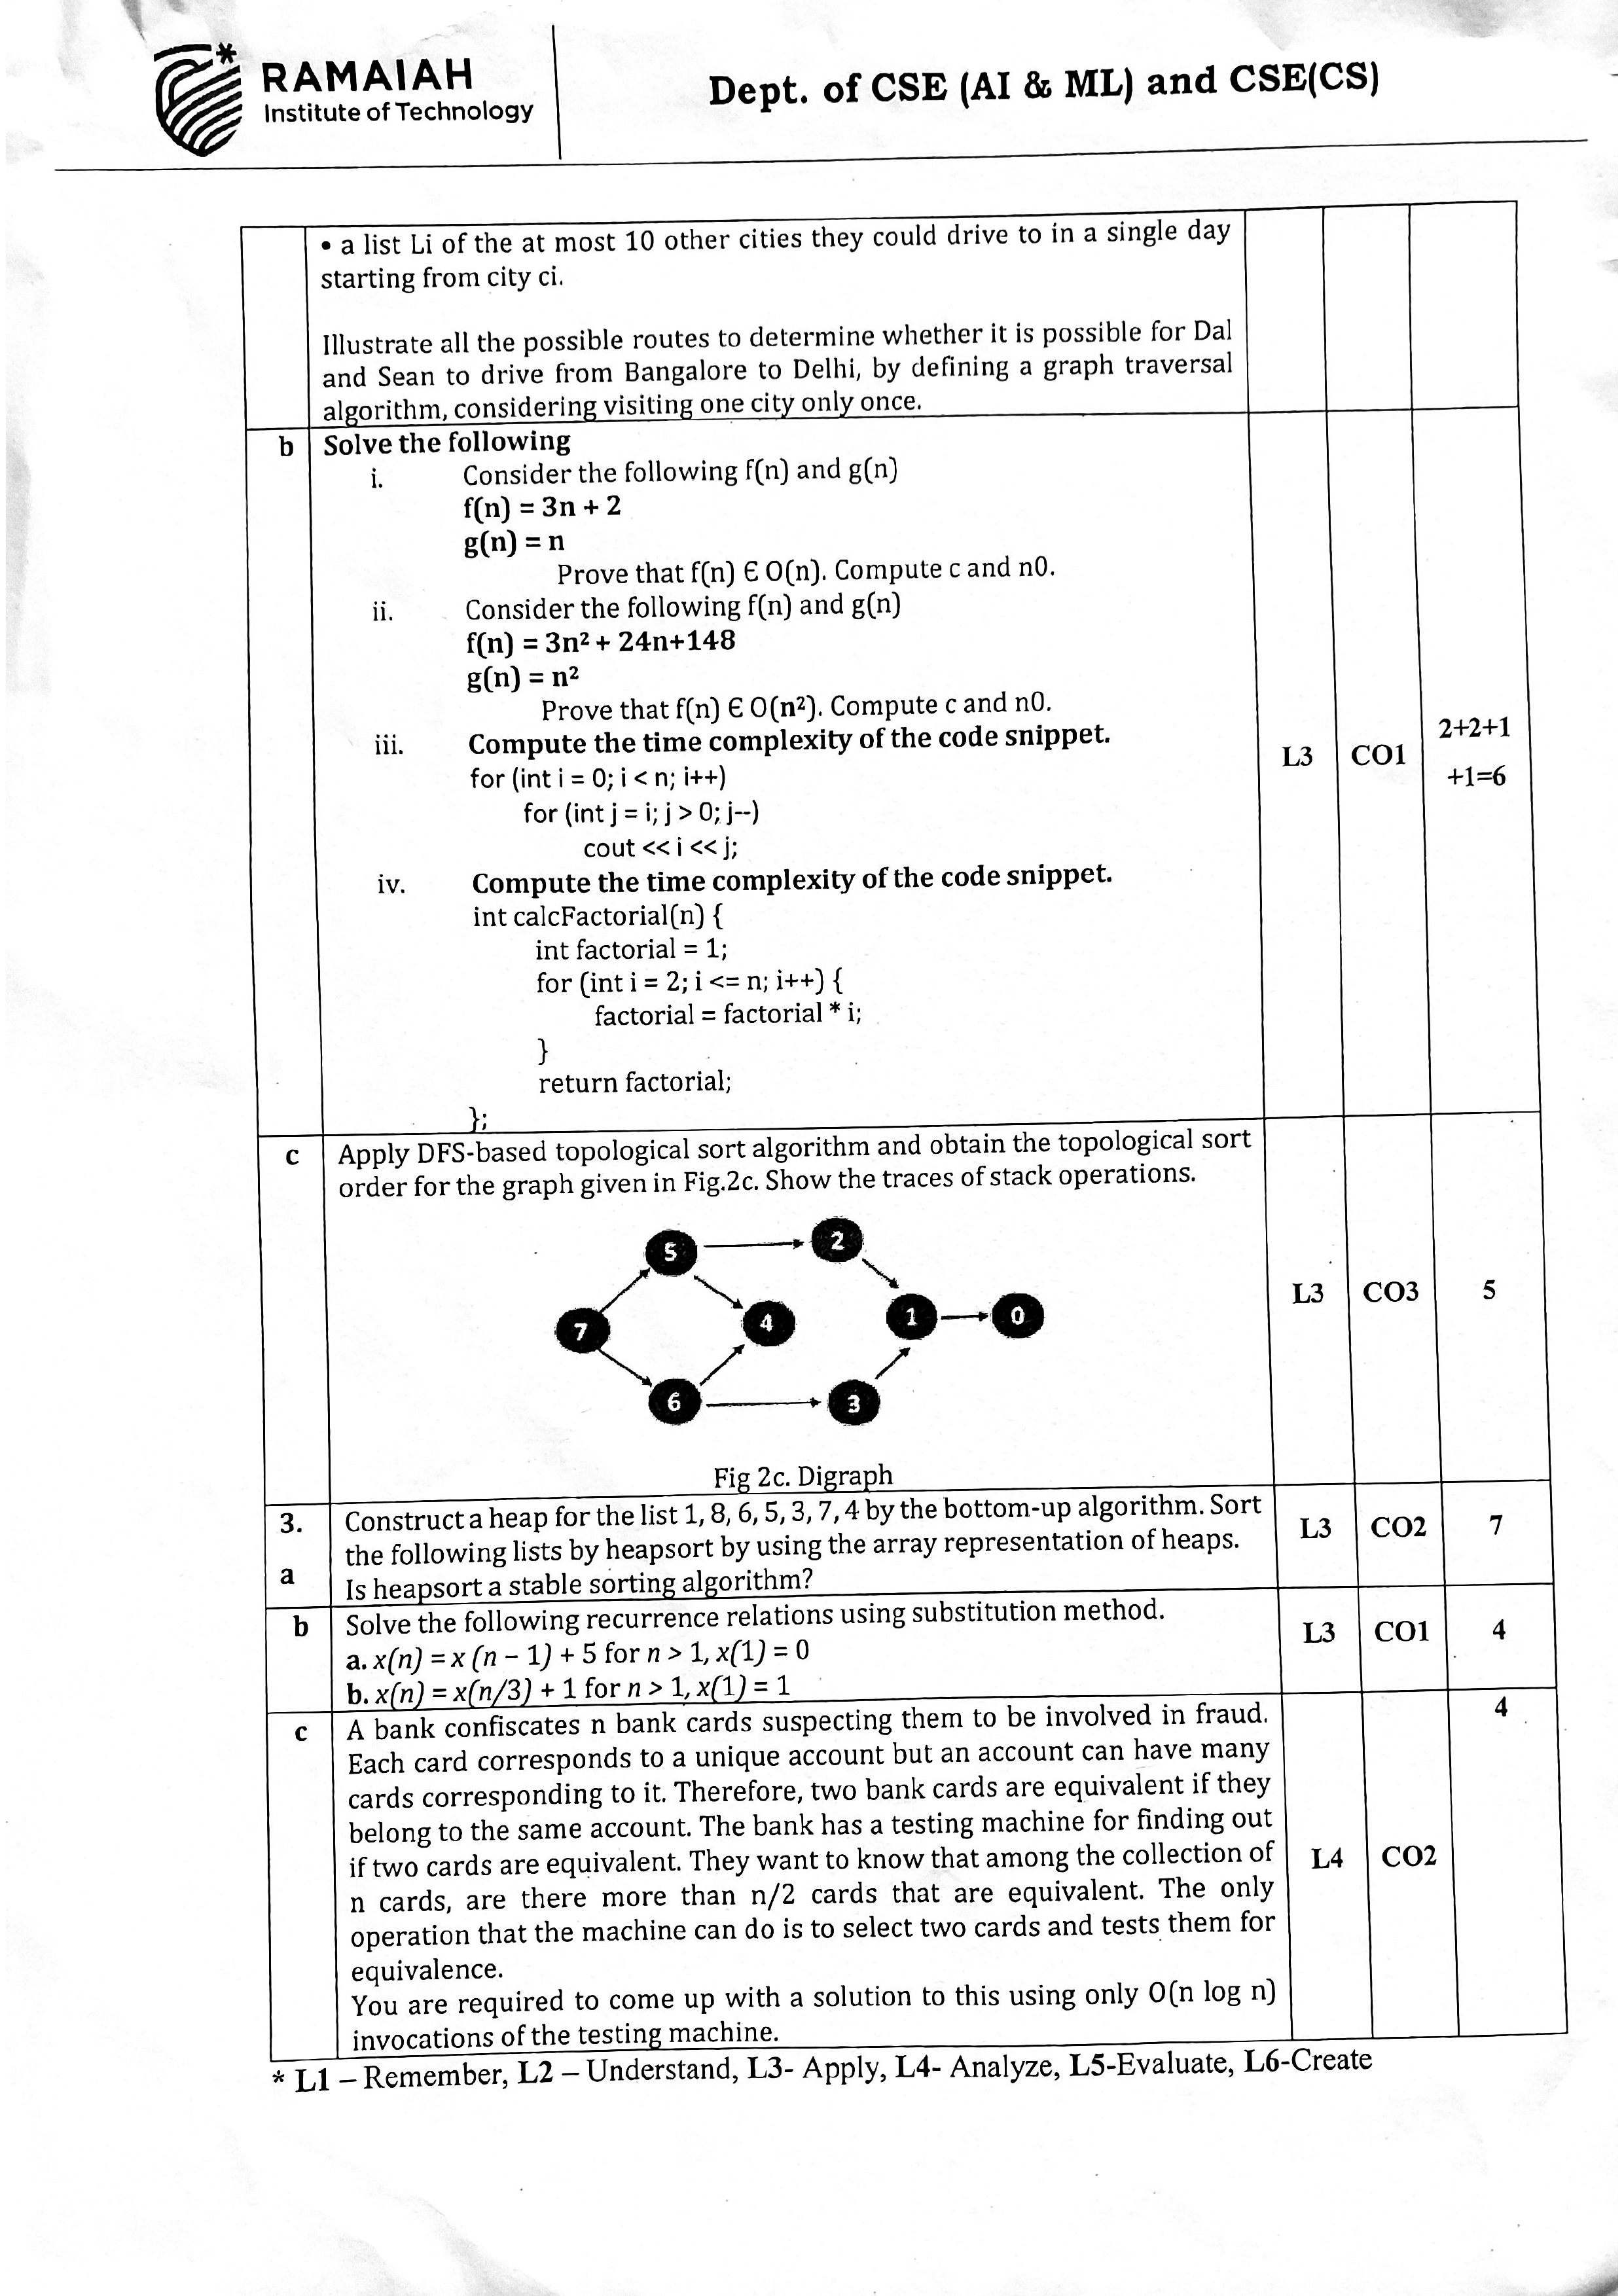 RAMAIAH
Institute of Technology
Dept. of CSE (AI & ML) and CSE(CS)
• a list Li of the at most 10 other cities they could drive to in a single day
starting from city ci.
Illustrate all the possible routes to determine whether it is possible for Dal
and Sean to drive from Bangalore to Delhi, by defining a graph traversal
algorithm, considering visiting one city only once.
b Solve the following
i. Consider the following f(n) and g(n)
f(n) = 3n + 2
g(n) = n
Prove that f(n) Є O(n). Compute c and n0.
ii. Consider the following f(n) and g(n)
f(n) = 3n² + 24n+148
g(n) = n²
Prove that f(n) Є O(n²). Compute c and n0.
iii. Compute the time complexity of the code snippet.
for (int i = 0; i < n; i++)
for (int j = i; j > 0; j--)
cout << i << j;
iv. Compute the time complexity of the code snippet.
int calcFactorial(n) {
int factorial = 1;
for (int i = 2; i <= n; i++) {
factorial = factorial * i;
}
return factorial;
};
L3 CO1 2+2+1
+1=6
c Apply DFS-based topological sort algorithm and obtain the topological sort
order for the graph given in Fig.2c. Show the traces of stack operations.
5 2
7 4 1 0
6 3
Fig 2c. Digraph
L3 CO3 5
3. Construct a heap for the list 1, 8, 6, 5, 3, 7, 4 by the bottom-up algorithm. Sort
the following lists by heapsort by using the array representation of heaps.
a Is heapsort a stable sorting algorithm?
L3 CO2 7
b Solve the following recurrence relations using substitution method.
a. x(n) = x (n – 1) + 5 for n > 1, x(1) = 0
b. x(n) = x(n/3) + 1 for n > 1, x(1) = 1
L3 CO1 4
c A bank confiscates n bank cards suspecting them to be involved in fraud.
Each card corresponds to a unique account but an account can have many
cards corresponding to it. Therefore, two bank cards are equivalent if they
belong to the same account. The bank has a testing machine for finding out
if two cards are equivalent. They want to know that among the collection of
n cards, are there more than n/2 cards that are equivalent. The only
operation that the machine can do is to select two cards and tests them for
equivalence.
You are required to come up with a solution to this using only O(n log n)
invocations of the testing machine.
L4 CO2 4
* L1 – Remember, L2 – Understand, L3- Apply, L4- Analyze, L5-Evaluate, L6-Create